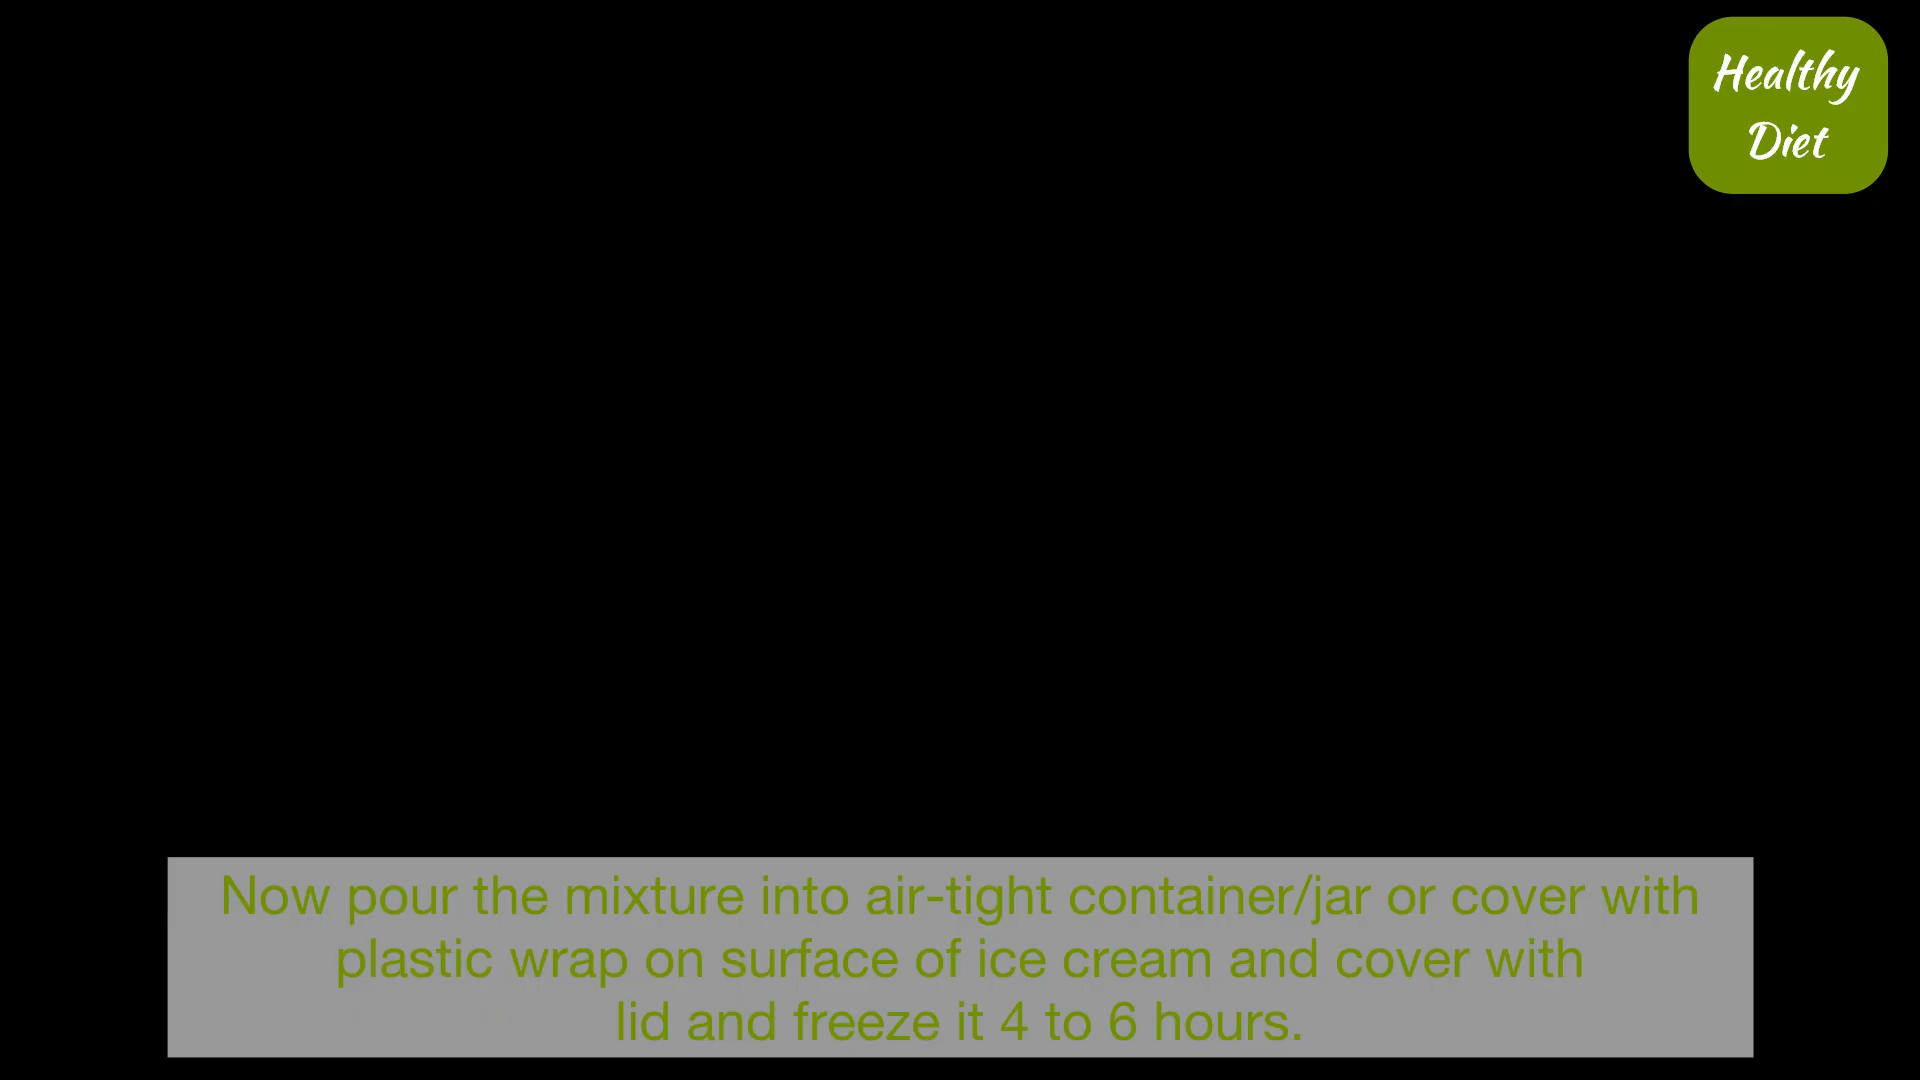 Healthy
Diet
Now pour the mixture into air-tight container/jar or cover with
plastic wrap on surface of ice cream and cover with
lid and freeze it 4 to 6 hours.